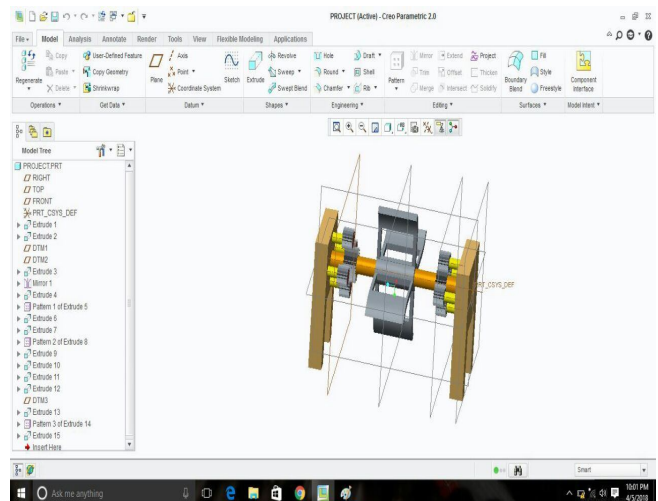 PROJECT (Active) - Creo Parametric 2.0
File Model Analysis Annotate Render Tools View Flexible Modeling Applications
Regenerate
Copy
Paste
Delete
User-Defined Feature
Copy Geometry
Shrinkwrap
Plane
Axis
Point
Coordinate System
Sketch
Extrude
Revolve
Sweep
Swept Blend
Hole
Round
Chamfer
Draft
Shell
Rib
Pattern
Mirror
Trim
Merge
Extend
Offset
Intersect
Project
Thicken
Solidify
Boundary
Blend
Fill
Style
Freestyle
Component
Interface
Operations Get Data Datum Shapes Engineering Editing Surfaces Model Intent
Model Tree
PROJECT.PRT
RIGHT
TOP
FRONT
PRT_CSYS_DEF
Extrude 1
Extrude 2
DTM1
DTM2
Extrude 3
Mirror 1
Extrude 4
Pattern 1 of Extrude 5
Extrude 6
Extrude 7
Pattern 2 of Extrude 8
Extrude 9
Extrude 10
Extrude 11
Extrude 12
DTM3
Extrude 13
Pattern 3 of Extrude 14
Extrude 15
Insert Here
PRT_CSYS_DEF
Smart
Ask me anything
10:01 PM
4/5/2018